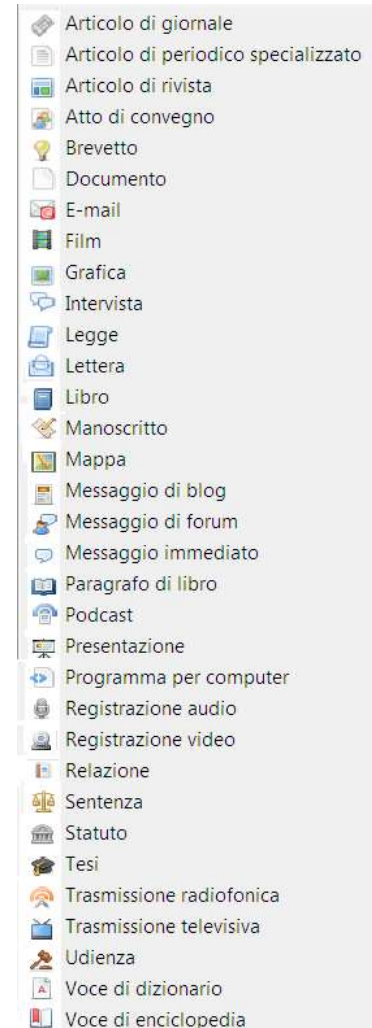 Articolo di giornale
Articolo di periodico specializzato
Articolo di rivista
Atto di convegno
Brevetto
Documento
E-mail
Film
Grafica
Intervista
Legge
Lettera
Libro
Manoscritto
Mappa
Messaggio di blog
Messaggio di forum
Messaggio immediato
Paragrafo di libro
Podcast
Presentazione
Programma per computer
Registrazione audio
Registrazione video
Relazione
Sentenza
Statuto
Tesi
Trasmissione radiofonica
Trasmissione televisiva
Udienza
Voce di dizionario
Voce di enciclopedia